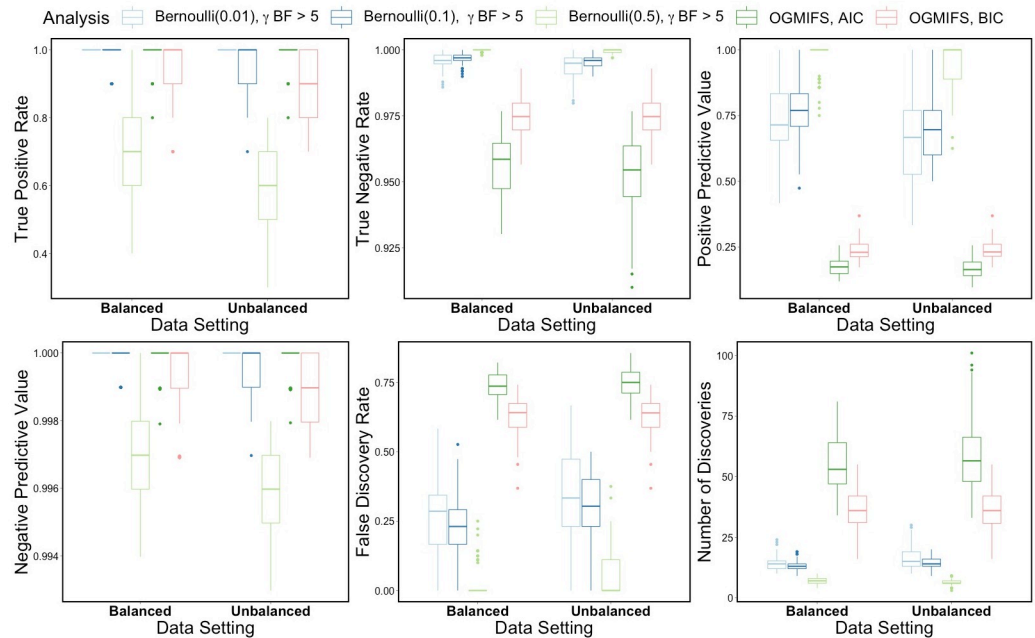 Analysis Bernoulli(0.01), γ BF > 5 Bernoulli(0.1), γ BF > 5 Bernoulli(0.5), γ BF > 5 OGMIFS, AIC OGMIFS, BIC
True Positive Rate
1.0
0.8
0.6
0.4
Balanced Unbalanced
Data Setting
True Negative Rate
1.000
0.975
0.950
0.925
Balanced Unbalanced
Data Setting
Positive Predictive Value
1.00
0.75
0.50
0.25
Balanced Unbalanced
Data Setting
Negative Predictive Value
1.000
0.998
0.996
0.994
Balanced Unbalanced
Data Setting
False Discovery Rate
0.75
0.50
0.25
0.00
Balanced Unbalanced
Data Setting
Number of Discoveries
100
75
50
25
0
Balanced Unbalanced
Data Setting